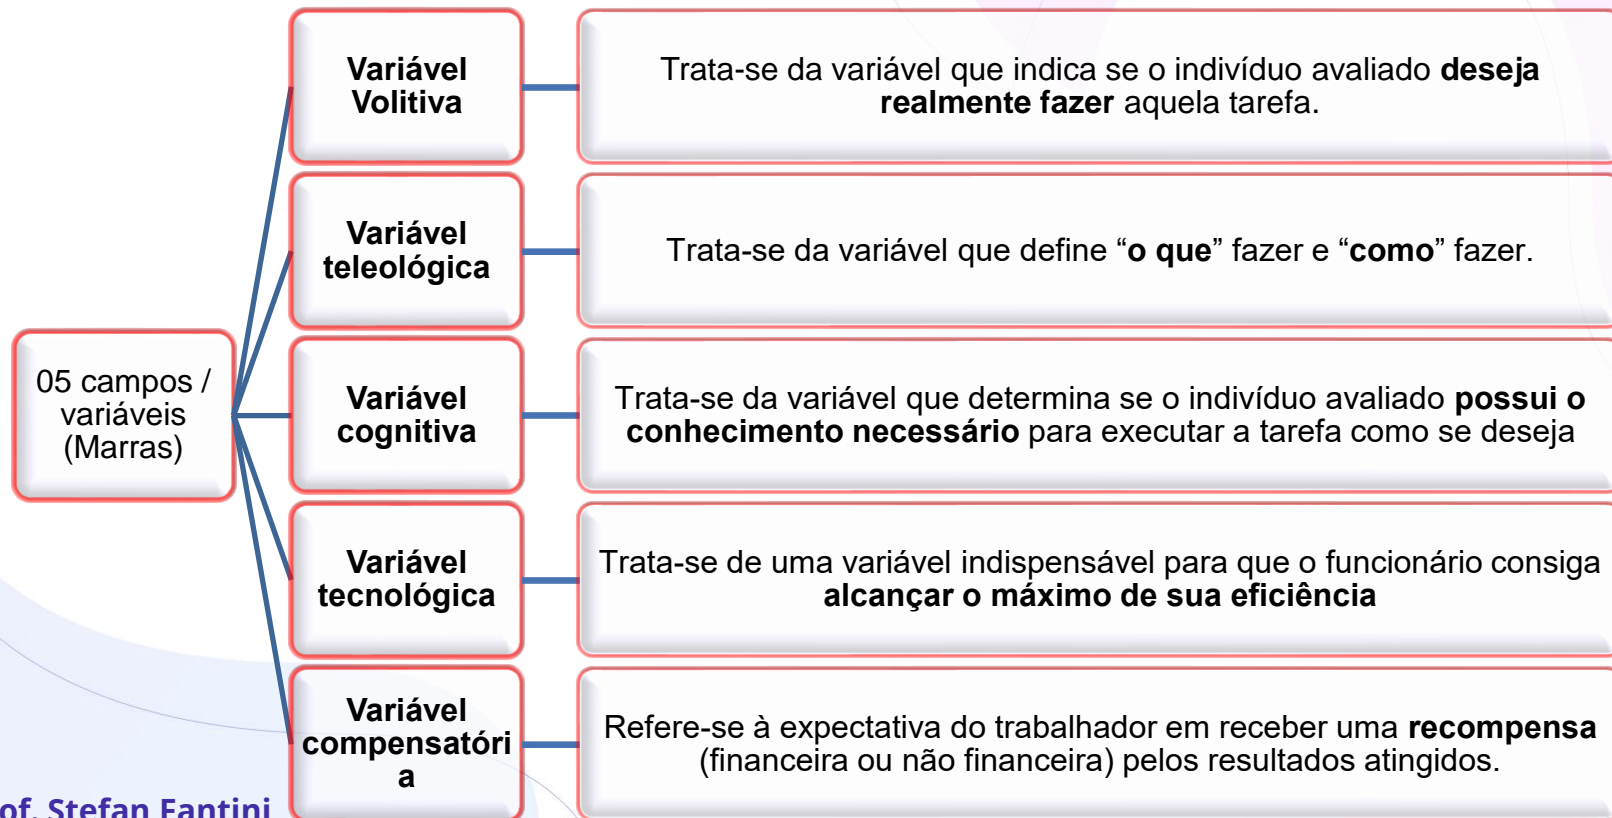 05 campos /
variáveis
(Marras)
Variável
Volitiva
Trata-se da variável que indica se o indivíduo avaliado deseja
realmente fazer aquela tarefa.
Variável
teleológica
Trata-se da variável que define “o que” fazer e “como” fazer.
Variável
cognitiva
Trata-se da variável que determina se o indivíduo avaliado possui o
conhecimento necessário para executar a tarefa como se deseja
Variável
tecnológica
Trata-se de uma variável indispensável para que o funcionário consiga
alcançar o máximo de sua eficiência
Variável
compensatóri
a
Refere-se à expectativa do trabalhador em receber uma recompensa
(financeira ou não financeira) pelos resultados atingidos.
of. Stefan Fantini